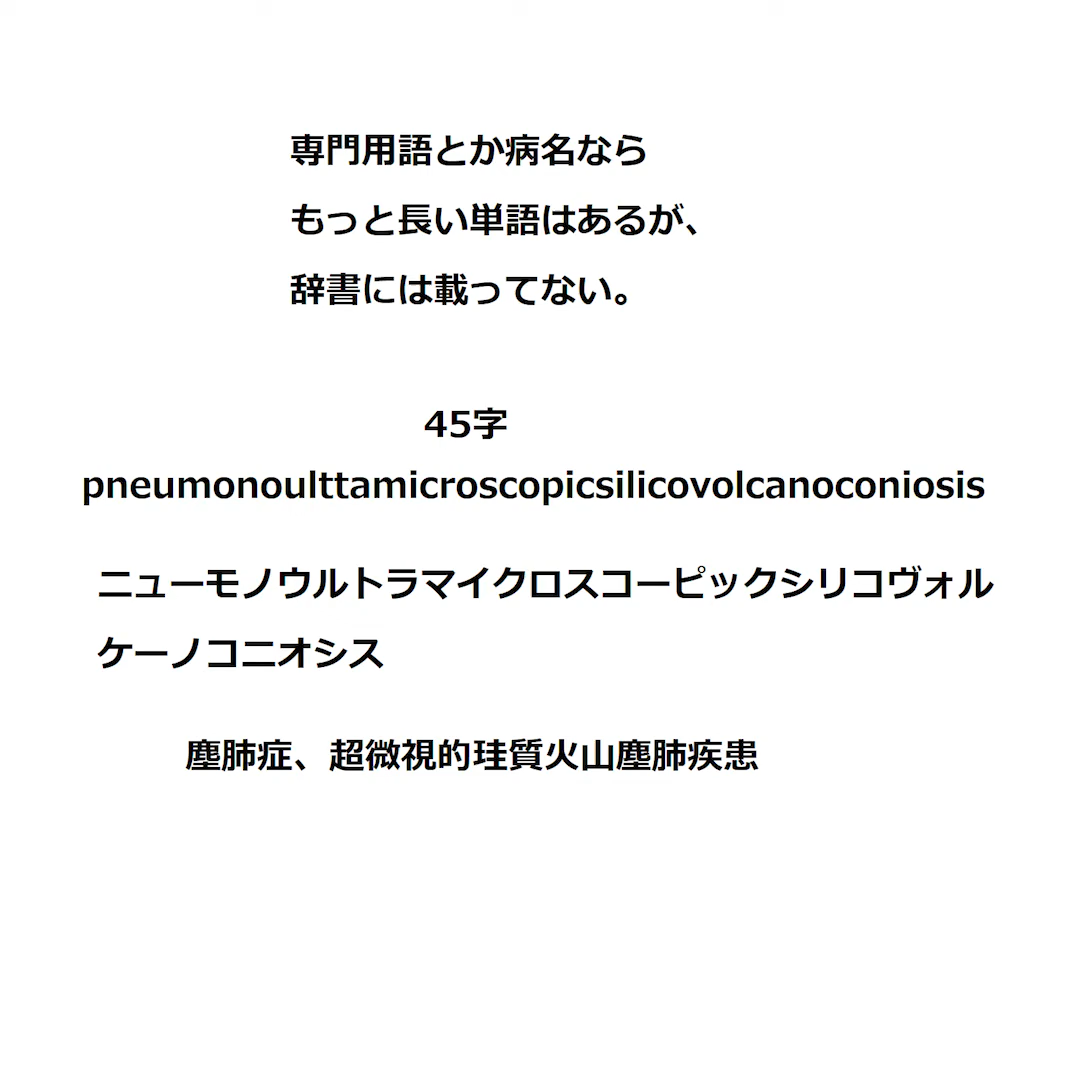 専門用語とか病名なら
もっと長い単語はあるが、
辞書には載ってない。
45字
pneumonoulttamicroscopicsilicovolcanoconiosis
ニューモノウルトラマイクロスコーピックシリコヴォル
ケーノコニオシス
塵肺症、超微視的珪質火山塵肺疾患